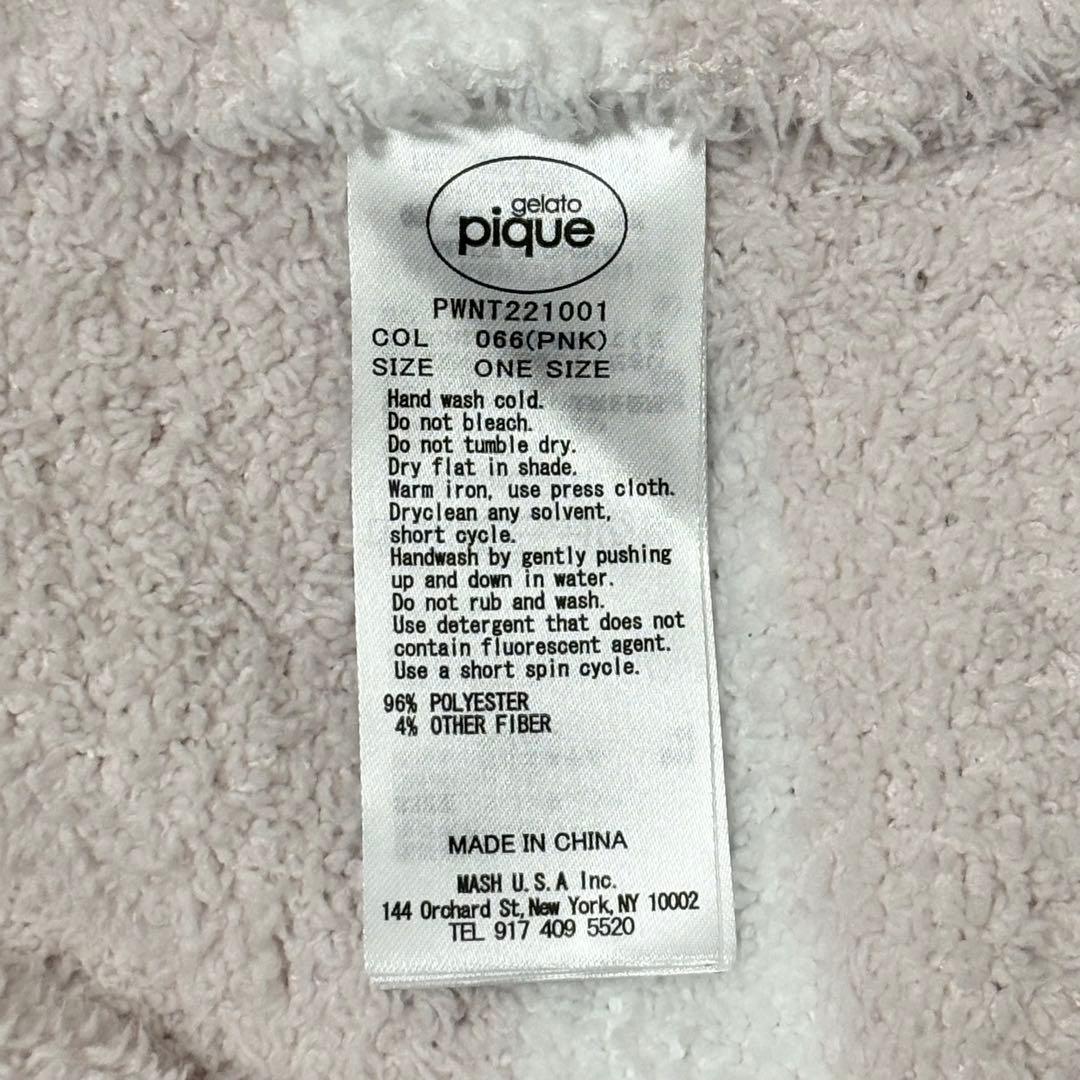 gelato
pique
PWNT221001
COL 066(PNK)
SIZE ONE SIZE
Hand wash cold.
Do not bleach.
Do not tumble dry.
Dry flat in shade.
Warm iron, use press cloth.
Dryclean any solvent,
short cycle.
Handwash by gently pushing
up and down in water.
Do not rub and wash.
Use detergent that does not
contain fluorescent agent.
Use a short spin cycle.
96% POLYESTER
4% OTHER FIBER
MADE IN CHINA
MASH U.S.A Inc.
144 Orchard St, New York, NY 10002
TEL 917 409 5520